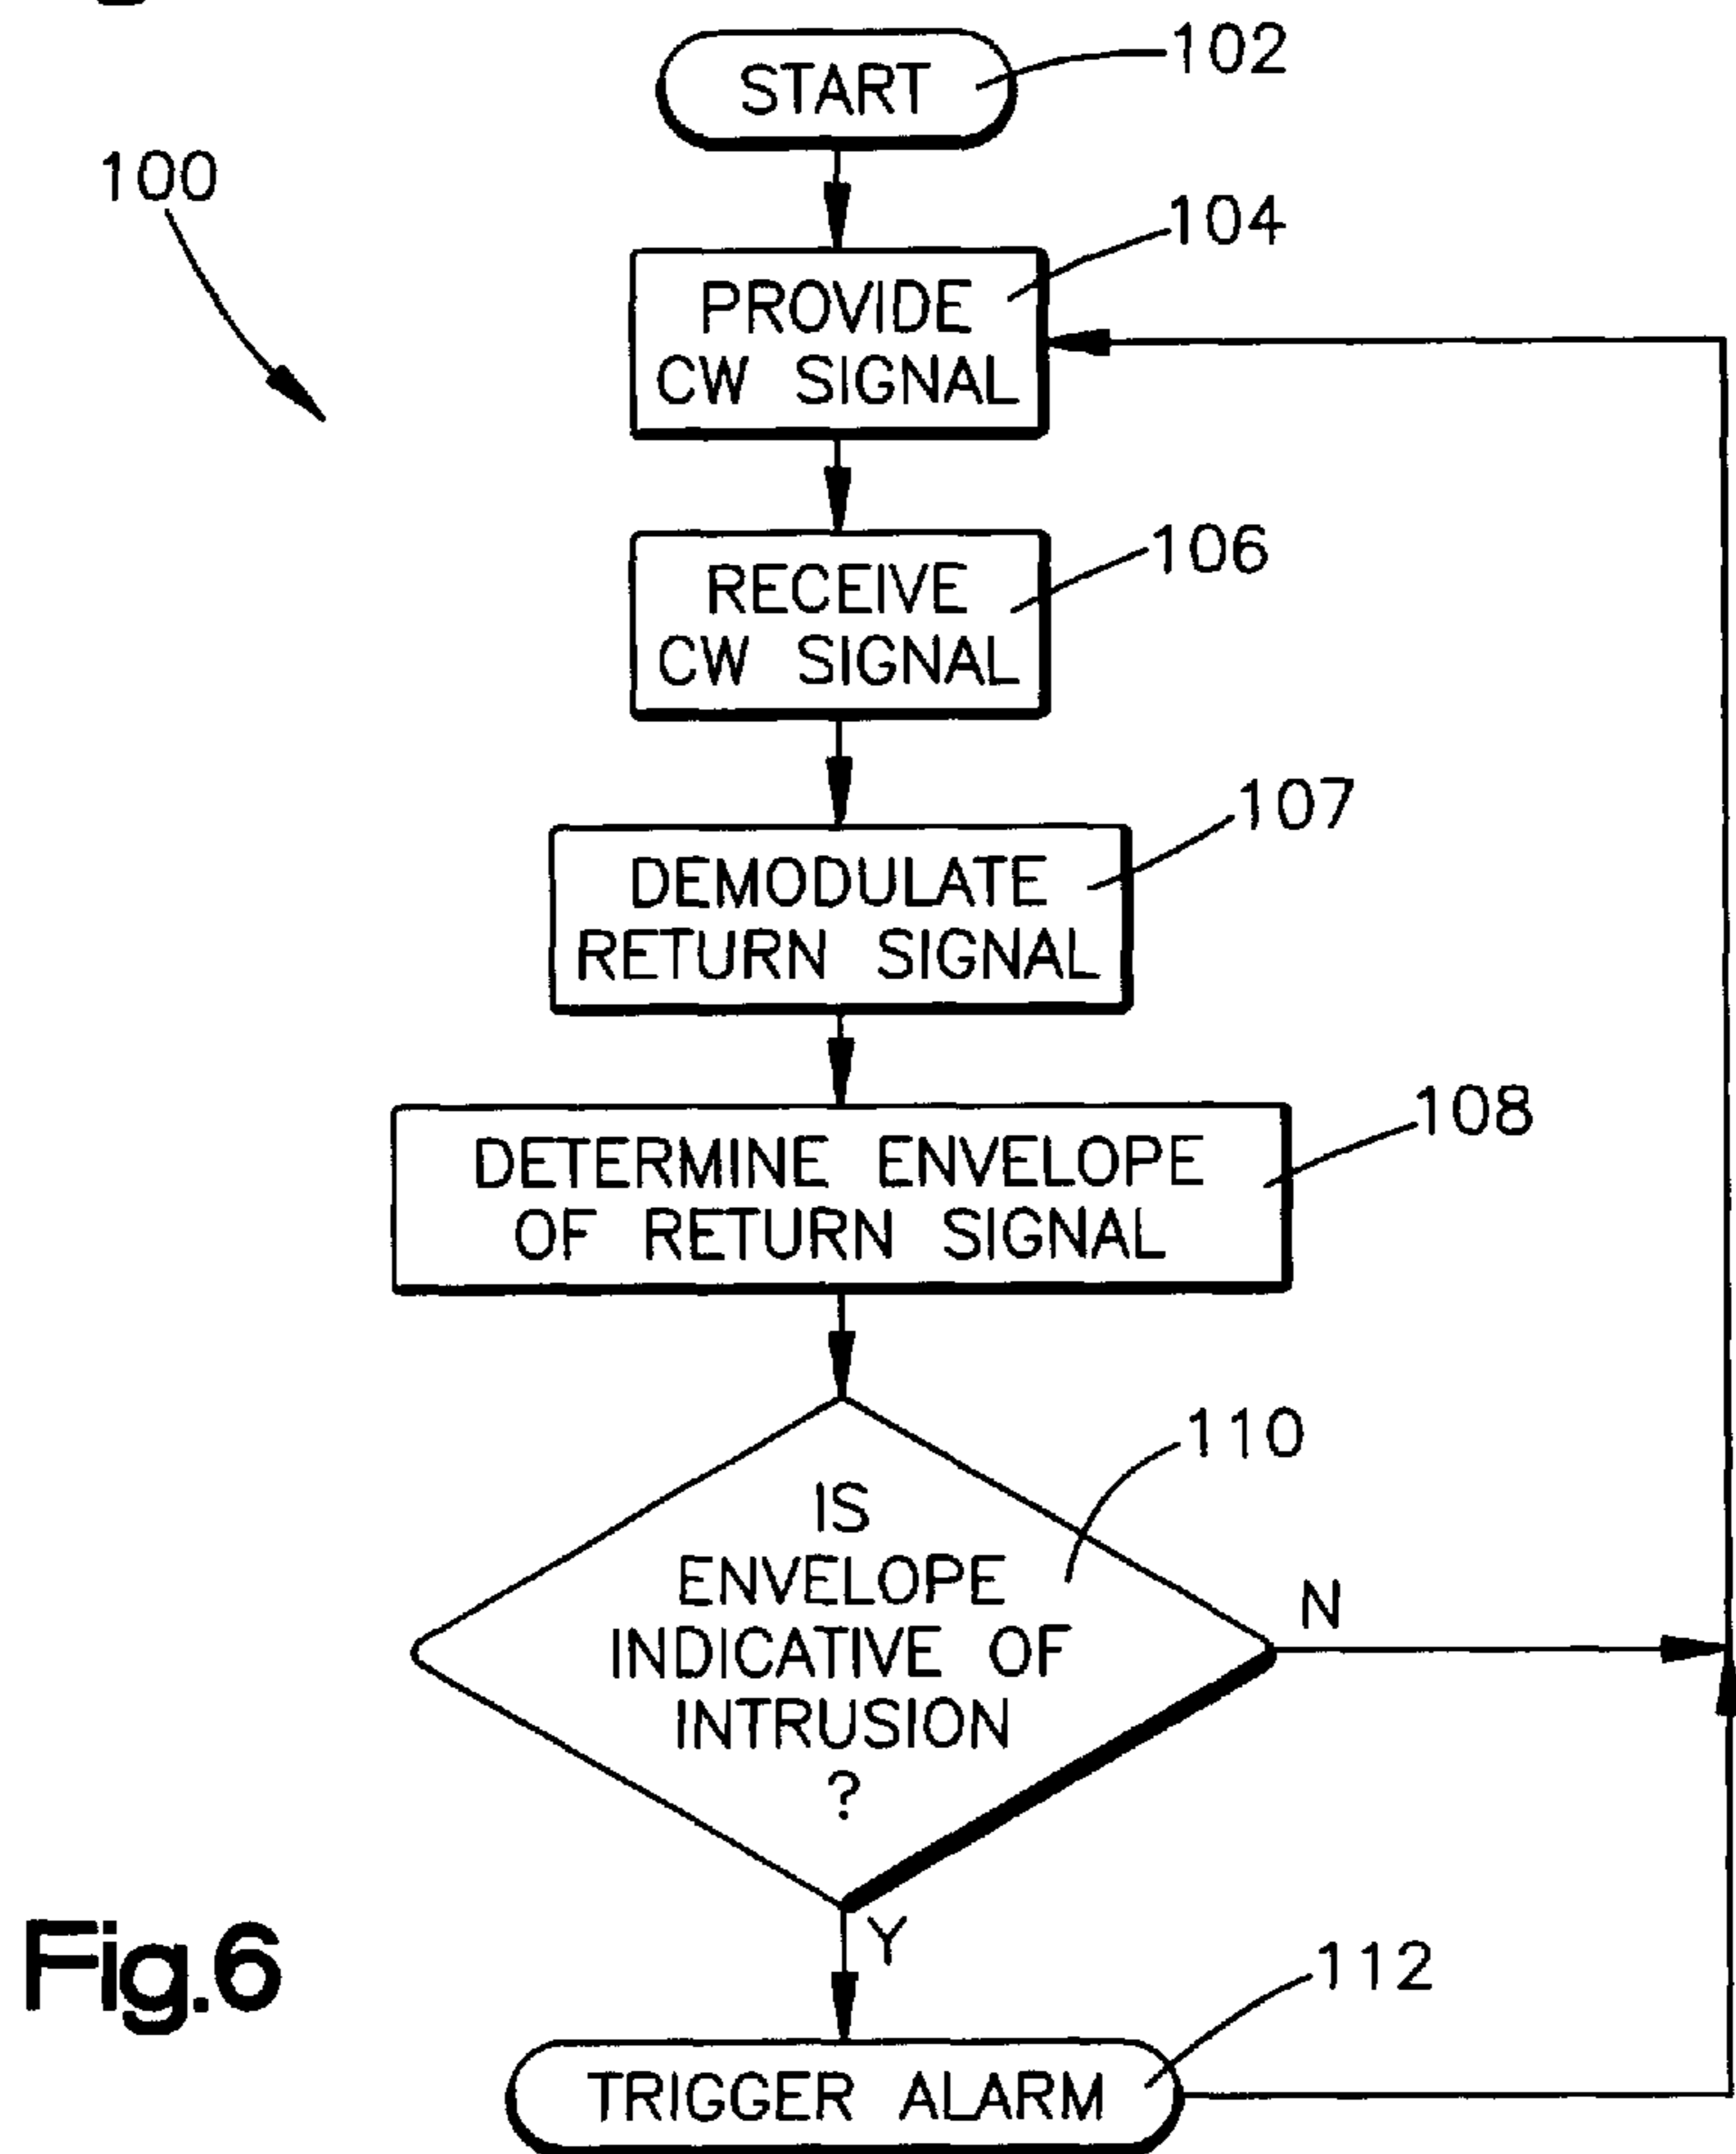 START
102
100
104
PROVIDE
CW SIGNAL
106
RECEIVE
CW SIGNAL
107
DEMODULATE
RETURN SIGNAL
108
DETERMINE ENVELOPE
OF RETURN SIGNAL
110
IS
ENVELOPE
INDICATIVE OF
INTRUSION
?
N
Y
Fig.6
112
TRIGGER ALARM